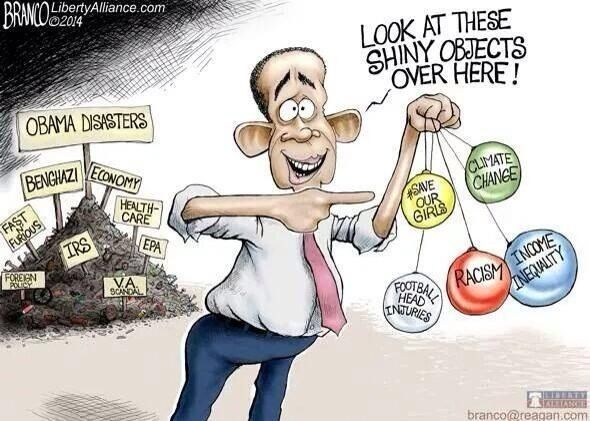 BRANCO LibertyAlliance.com
©2014
LOOK AT THESE
SHINY OBJECTS
OVER HERE!
OBAMA DISASTERS
BENGHAZI
ECONOMY
FAST
N'
FURIOUS
HEALTH-
CARE
IRS
EPA
FOREIGN
POLICY
V.A.
SCANDAL
#SAVE
OUR
GIRLS
CLIMATE
CHANGE
FOOTBALL
HEAD
INJURIES
RACISM
INCOME
INEQUALITY
LIBERTY
ALLIANCE
branco@reagan.com